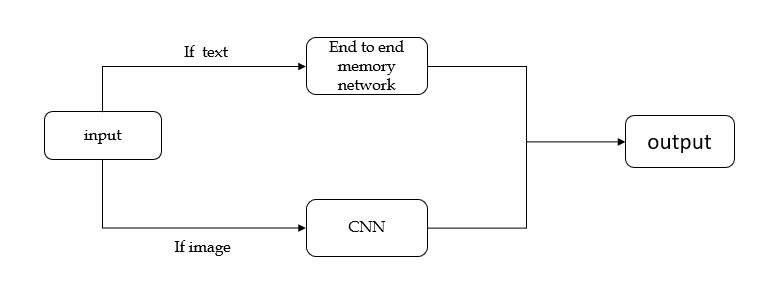 If text
End to end
memory
network
input
output
CNN
If image